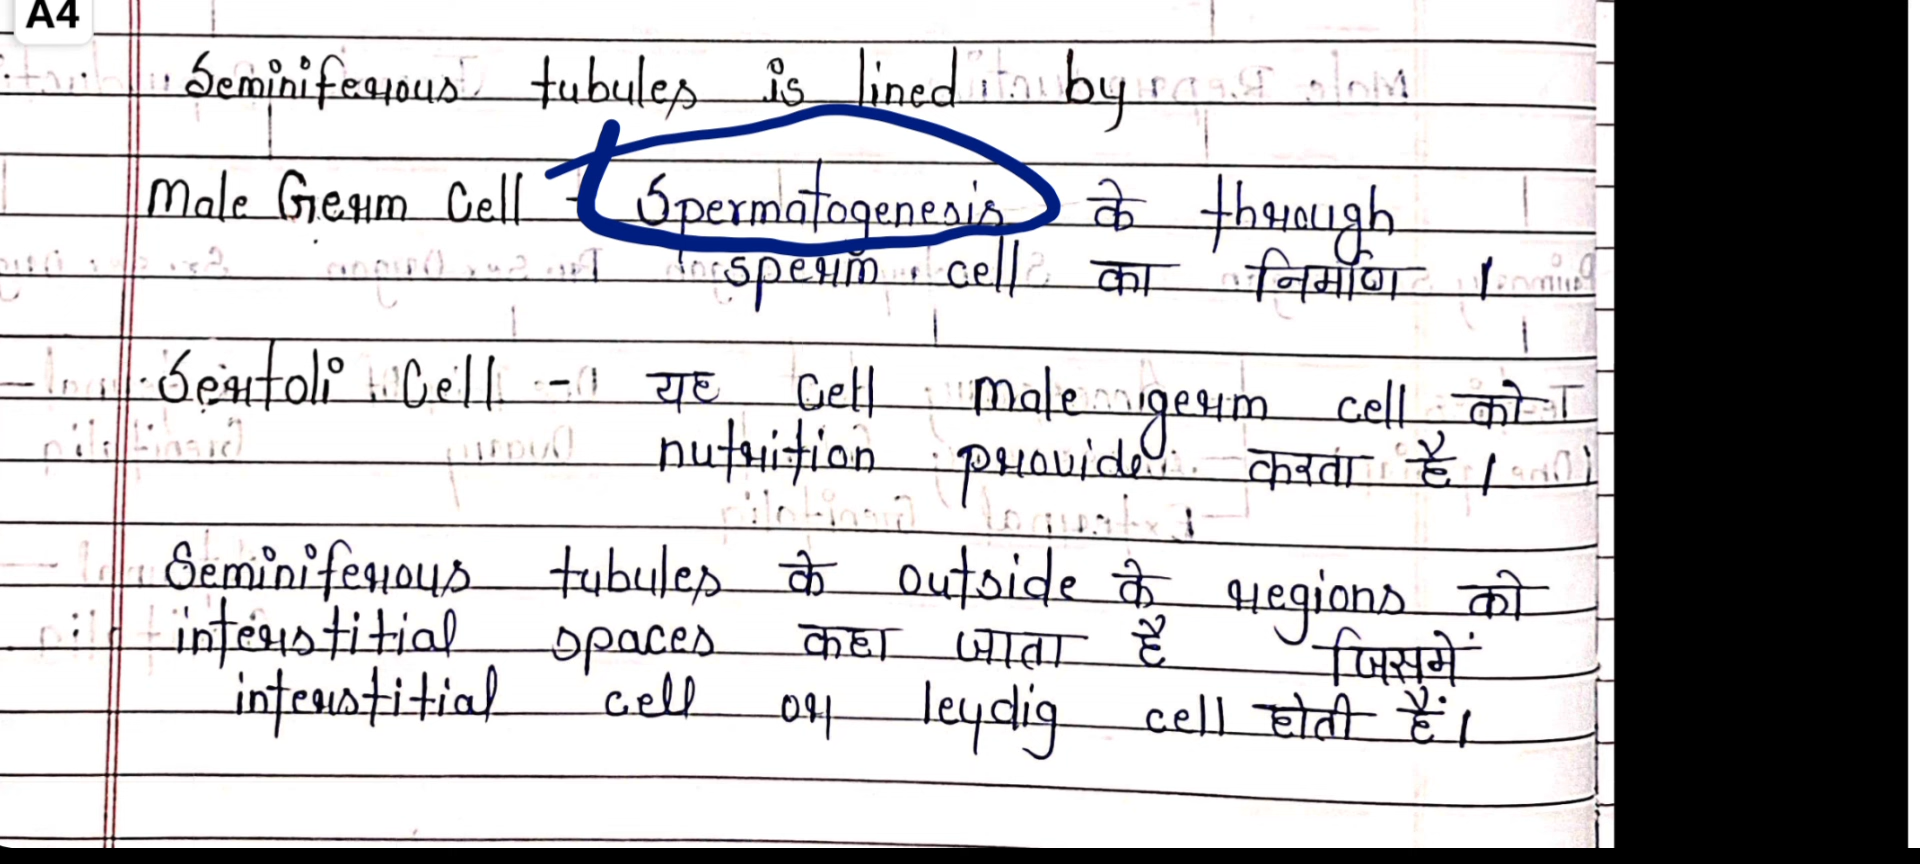 A4
Seminiferous tubules is lined by
Male Germ Cell - Spermatogenesis के through
sperm cell का निर्माण ।
Sertoli Cell - यह cell male germ cell को
nutrition provide करता है ।
Seminiferous tubules के outside के regions को
interstitial spaces कहा जाता है जिसमें
interstitial cell or leydig cell होती हैं ।